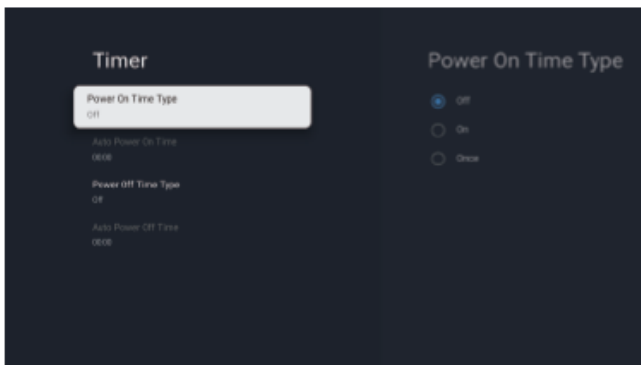 Timer
Power On Time Type
Off
Auto Power On Time
00:00
Power Off Time Type
Off
Auto Power Off Time
00:00
Power On Time Type
Off
On
Once